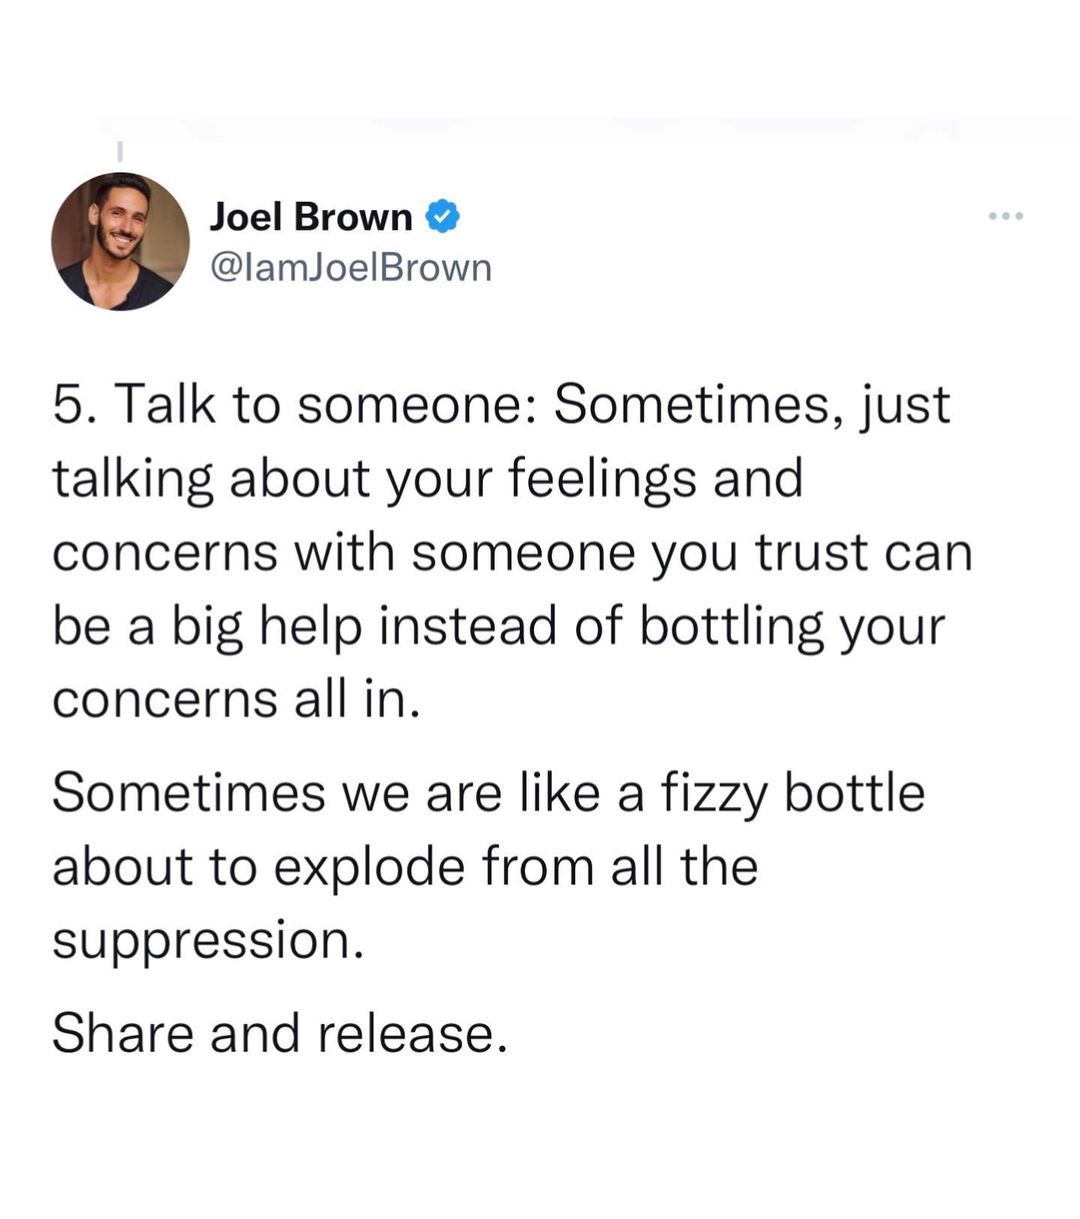 Joel Brown
@IamJoelBrown
5. Talk to someone: Sometimes, just
talking about your feelings and
concerns with someone you trust can
be a big help instead of bottling your
concerns all in.
Sometimes we are like a fizzy bottle
about to explode from all the
suppression.
Share and release.